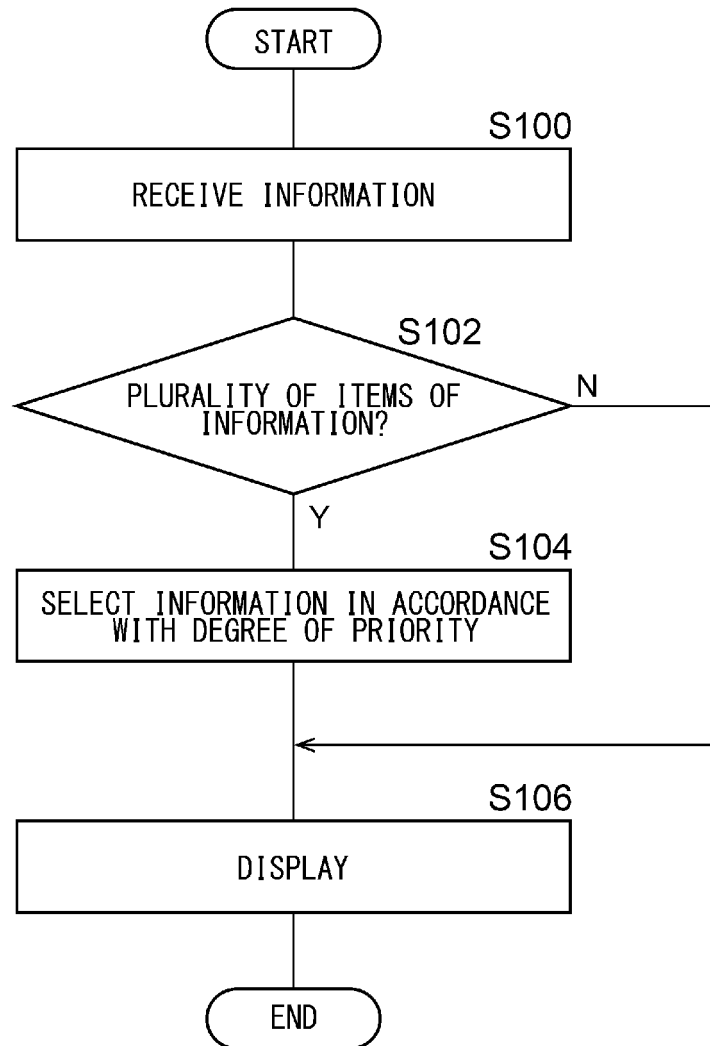 START
S100
RECEIVE INFORMATION
S102
PLURALITY OF ITEMS OF
INFORMATION?
N
Y
S104
SELECT INFORMATION IN ACCORDANCE
WITH DEGREE OF PRIORITY
S106
DISPLAY
END